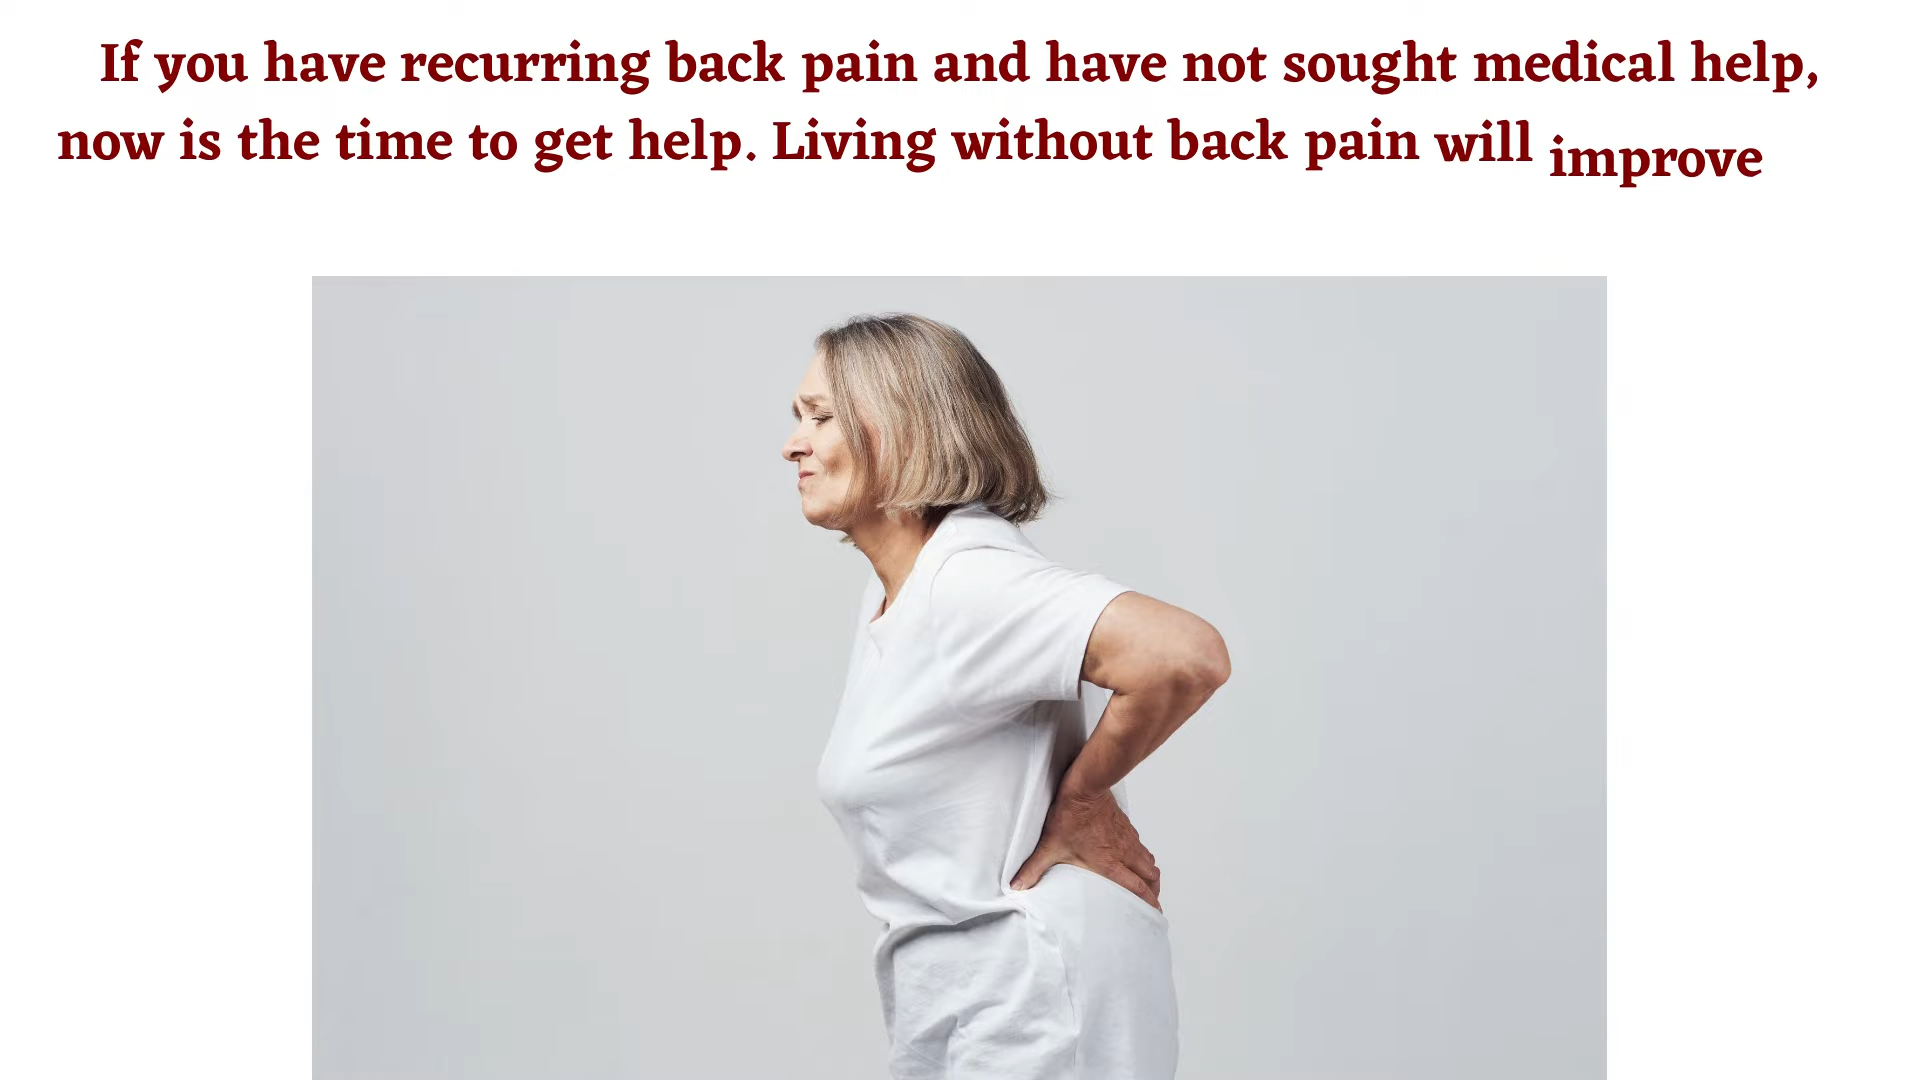 If you have recurring back pain and have not sought medical help,
now is the time to get help. Living without back pain will improve